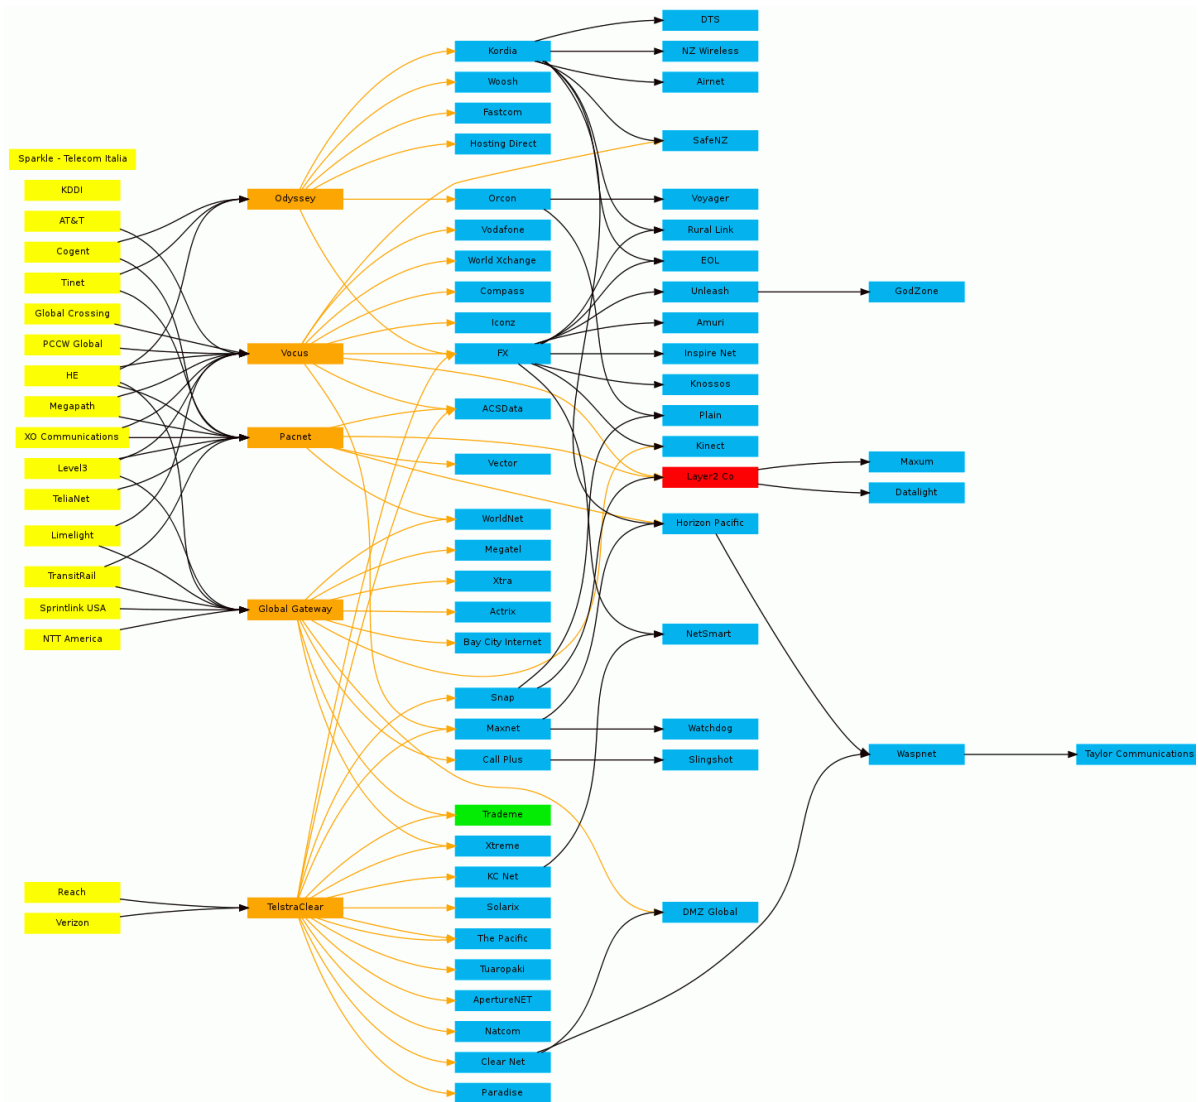 Sparkle - Telecom Italia
KDDI
AT&T
Cogent
Tinet
Global Crossing
PCCW Global
HE
Megapath
XO Communications
Level3
TeliaNet
Limelight
TransitRail
Sprintlink USA
NTT America
Reach
Verizon
Odyssey
Vocus
Pacnet
Global Gateway
TelstraClear
Kordia
Woosh
Fastcom
Hosting Direct
Orcon
Vodafone
World Xchange
Compass
Iconz
FX
ACSData
Vector
WorldNet
Megatel
Xtra
Actrix
Bay City Internet
Snap
Maxnet
Call Plus
Trademe
Xtreme
KC Net
Solarix
The Pacific
Tuaropaki
ApertureNET
Natcom
Clear Net
Paradise
DTS
NZ Wireless
Airnet
SafeNZ
Voyager
Rural Link
EOL
Unleash
Amuri
Inspire Net
Knossos
Plain
Kinect
Layer2 Co
Horizon Pacific
NetSmart
Watchdog
Slingshot
DMZ Global
GodZone
Maxum
Datalight
Waspnet
Taylor Communications